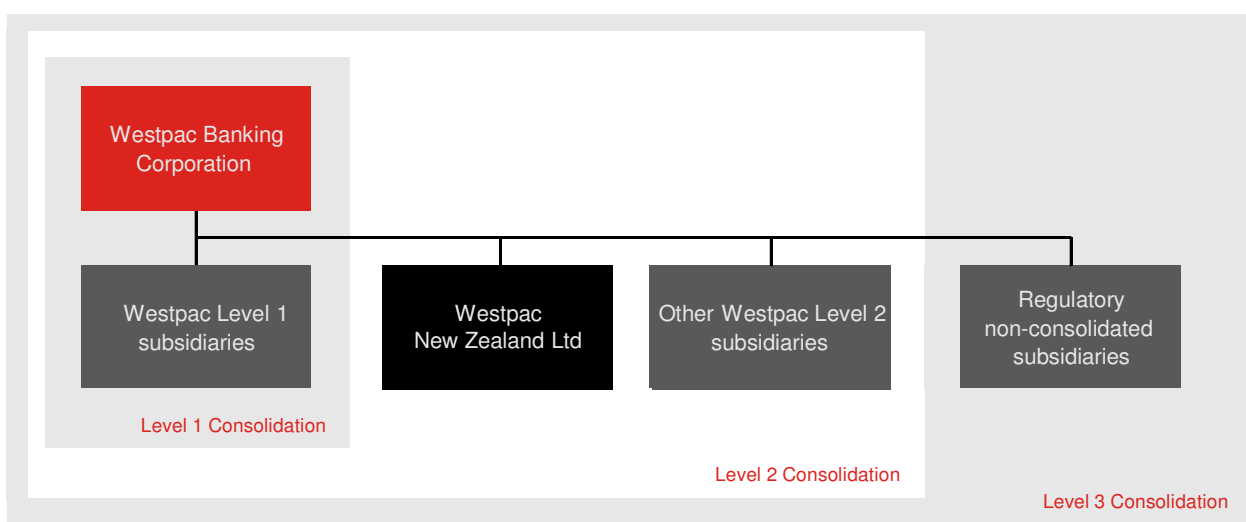 Westpac Banking
Corporation
Westpac Level 1
subsidiaries
Westpac
New Zealand Ltd
Other Westpac Level 2
subsidiaries
Regulatory
non-consolidated
subsidiaries
Level 1 Consolidation
Level 2 Consolidation
Level 3 Consolidation